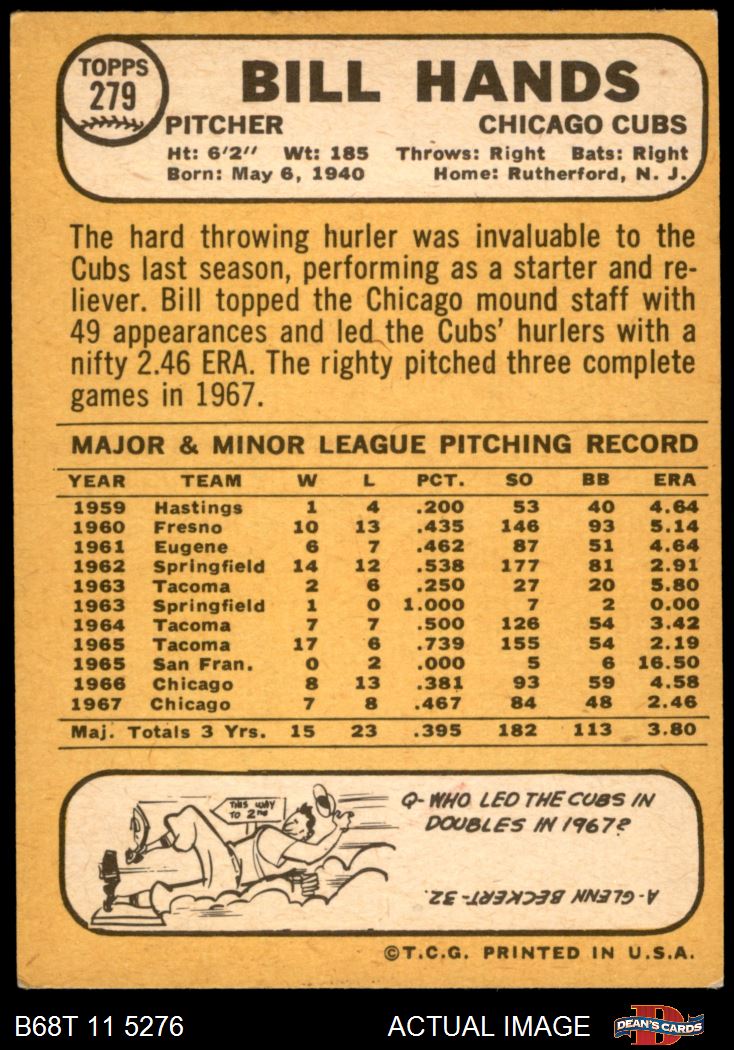 TOPPS
279
BILL HANDS
PITCHER CHICAGO CUBS
Ht: 6'2" Wt: 185 Throws: Right Bats: Right
Born: May 6, 1940 Home: Rutherford, N. J.
The hard throwing hurler was invaluable to the
Cubs last season, performing as a starter and re-
liever. Bill topped the Chicago mound staff with
49 appearances and led the Cubs' hurlers with a
nifty 2.46 ERA. The righty pitched three complete
games in 1967.
MAJOR & MINOR LEAGUE PITCHING RECORD
YEAR TEAM W L PCT. SO BB ERA
1959 Hastings 1 4 .200 53 40 4.64
1960 Fresno 10 13 .435 146 93 5.14
1961 Eugene 6 7 .462 87 51 4.64
1962 Springfield 14 12 .538 177 81 2.91
1963 Tacoma 2 6 .250 27 20 5.80
1963 Springfield 1 0 1.000 7 2 0.00
1964 Tacoma 7 7 .500 126 54 3.42
1965 Tacoma 17 6 .739 155 54 2.19
1965 San Fran. 0 2 .000 5 6 16.50
1966 Chicago 8 13 .381 93 59 4.58
1967 Chicago 7 8 .467 84 48 2.46
Maj. Totals 3 Yrs. 15 23 .395 182 113 3.80
THIS WAY
TO 2ND
Q-WHO LED THE CUBS IN
DOUBLES IN 1967?
A-GLENN BECKERT-32.
©T.C.G. PRINTED IN U.S.A.
B68T 11 5276 ACTUAL IMAGE
D
DEAN'S CARDS